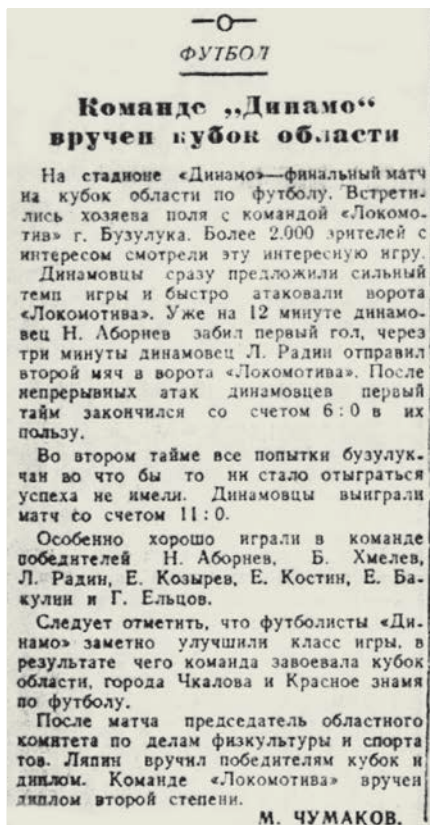 ФУТБОЛ
Команде „Динамо“
вручен кубок области
На стадионе «Динамо»—финальный матч
на кубок области по футболу. Встрети-
лись хозяева поля с командой «Локомо-
тив» г. Бузулука. Более 2.000 зрителей с
интересом смотрели эту интересную игру.
Динамовцы сразу предложили сильный
темп игры и быстро атаковали ворота
«Локомотива». Уже на 12 минуте динамо-
вец Н. Аборнев забил первый гол, через
три минуты динамовец Л. Радин отправил
второй мяч в ворота «Локомотива». После
непрерывных атак динамовцев первый
тайм закончился со счетом 6:0 в их
пользу.
Во втором тайме все попытки бузулук-
чан во что бы то ни стало отыграться
успеха не имели. Динамовцы выиграли
матч со счетом 11:0.
Особенно хорошо играли в команде
победителей Н. Аборнев, Б. Хмелев,
Л. Радин, Е. Козырев, Е. Костин, Е. Ба-
кулин и Г. Ельцов.
Следует отметить, что футболисты «Ди-
намо» заметно улучшили класс игры, в
результате чего команда завоевала кубок
области, города Чкалова и Красное знамя
по футболу.
После матча председатель областного
комитета по делам физкультуры и спорта
тов. Ляпин вручил победителям кубок и
диплом. Команде «Локомотива» вручен
диплом второй степени.
М. ЧУМАКОВ.